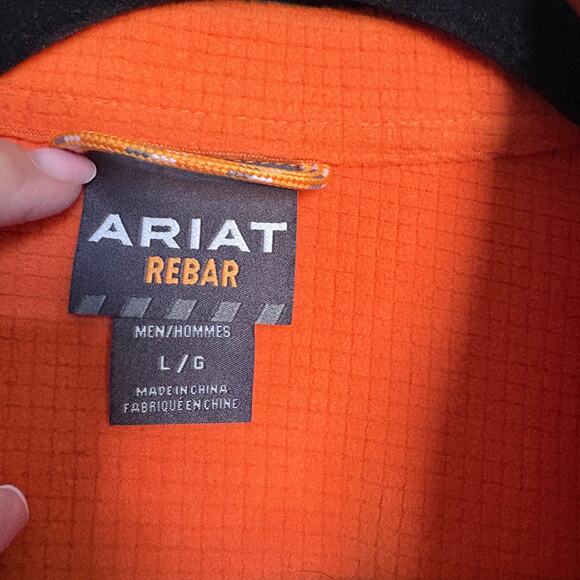 ARIAT
REBAR
MEN/HOMMES
L/G
MADE IN CHINA
FABRIQUÉ EN CHINE